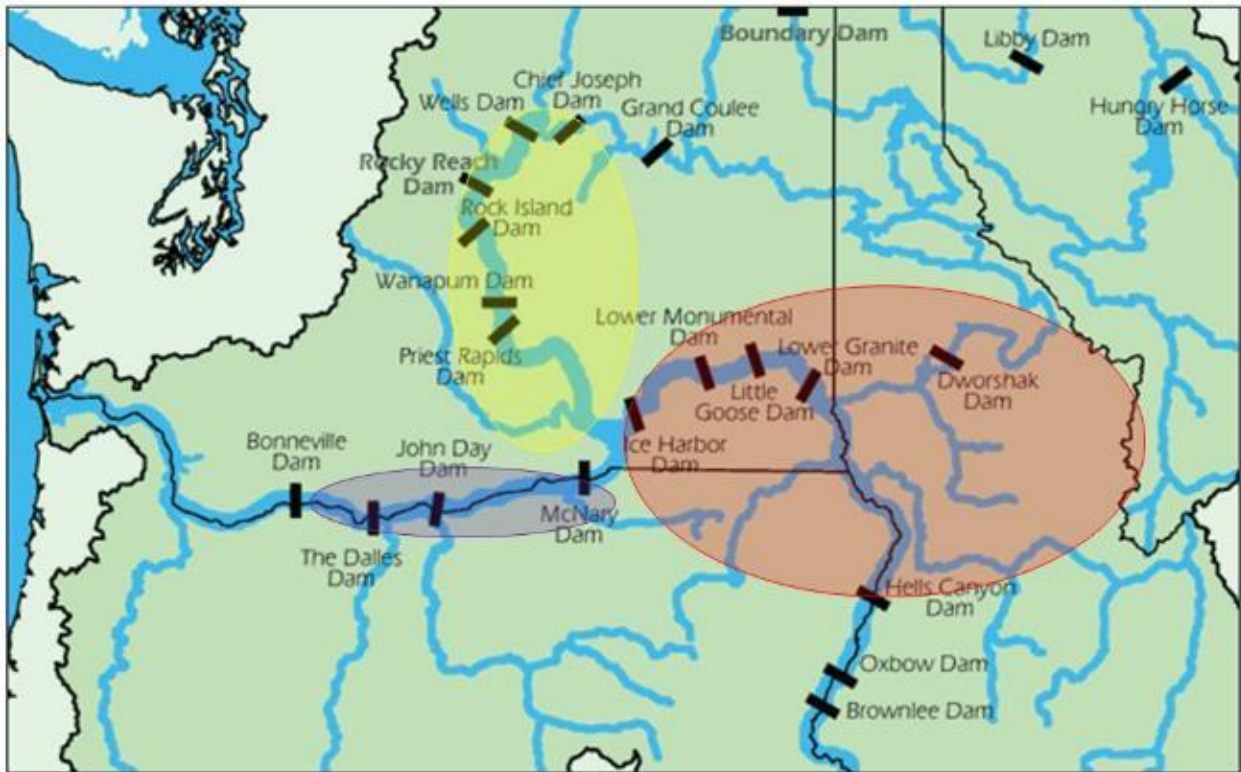 Boundary Dam
Libby Dam
Hungry Horse
Dam
Chief Joseph
Dam
Wells Dam
Grand Coulee
Dam
Rocky Reach
Dam
Rock Island
Dam
Wanapum Dam
Priest Rapids
Dam
Lower Monumental
Dam
Lower Granite
Dam
Little
Goose Dam
Dworshak
Dam
Ice Harbor
Dam
Bonneville
Dam
John Day
Dam
McNary
Dam
The Dalles
Dam
Hells Canyon
Dam
Oxbow Dam
Brownlee Dam